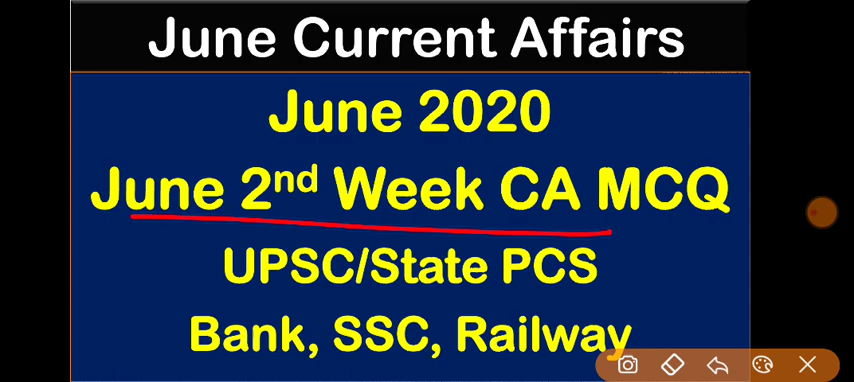 June Current Affairs
June 2020
June 2nd Week CA MCQ
UPSC/State PCS
Bank, SSC, Railway